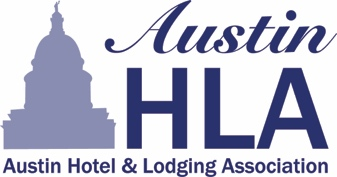 Austin
HLA
Austin Hotel & Lodging Association